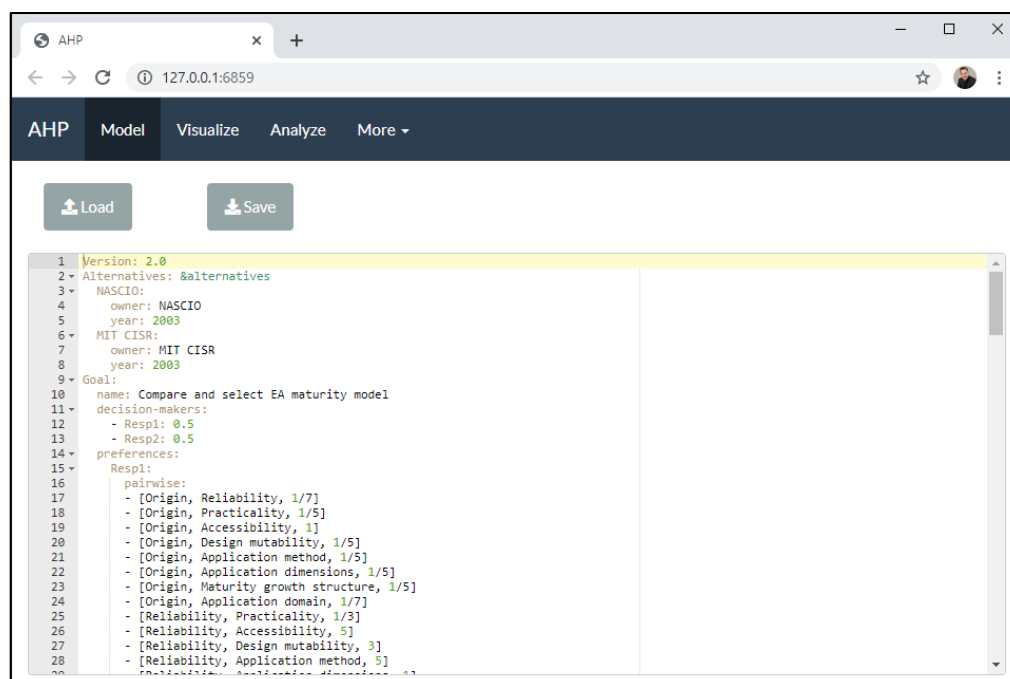 AHP
127.0.0.1:6859
AHP Model Visualize Analyze More
Load Save
1 Version: 2.0
2 Alternatives: &alternatives
3 NASCIO:
4 owner: NASCIO
5 year: 2003
6 MIT CISR:
7 owner: MIT CISR
8 year: 2003
9 Goal:
10 name: Compare and select EA maturity model
11 decision-makers:
12 - Resp1: 0.5
13 - Resp2: 0.5
14 preferences:
15 Resp1:
16 pairwise:
17 - [Origin, Reliability, 1/7]
18 - [Origin, Practicality, 1/5]
19 - [Origin, Accessibility, 1]
20 - [Origin, Design mutability, 1/5]
21 - [Origin, Application method, 1/5]
22 - [Origin, Application dimensions, 1/5]
23 - [Origin, Maturity growth structure, 1/5]
24 - [Origin, Application domain, 1/7]
25 - [Reliability, Practicality, 1/3]
26 - [Reliability, Accessibility, 5]
27 - [Reliability, Design mutability, 3]
28 - [Reliability, Application method, 5]
29 - [Reliability, Application dimensions, 1]